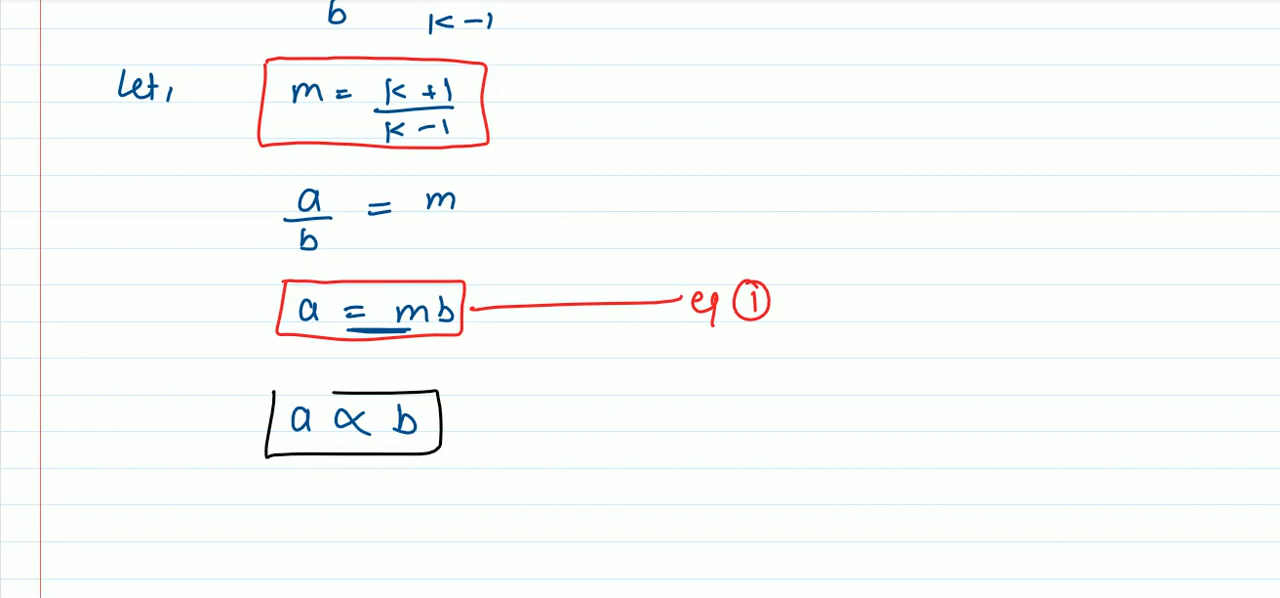 b K-1
Let, m = K+1
K-1
a = m
b
a = mb eq ①
a ∝ b